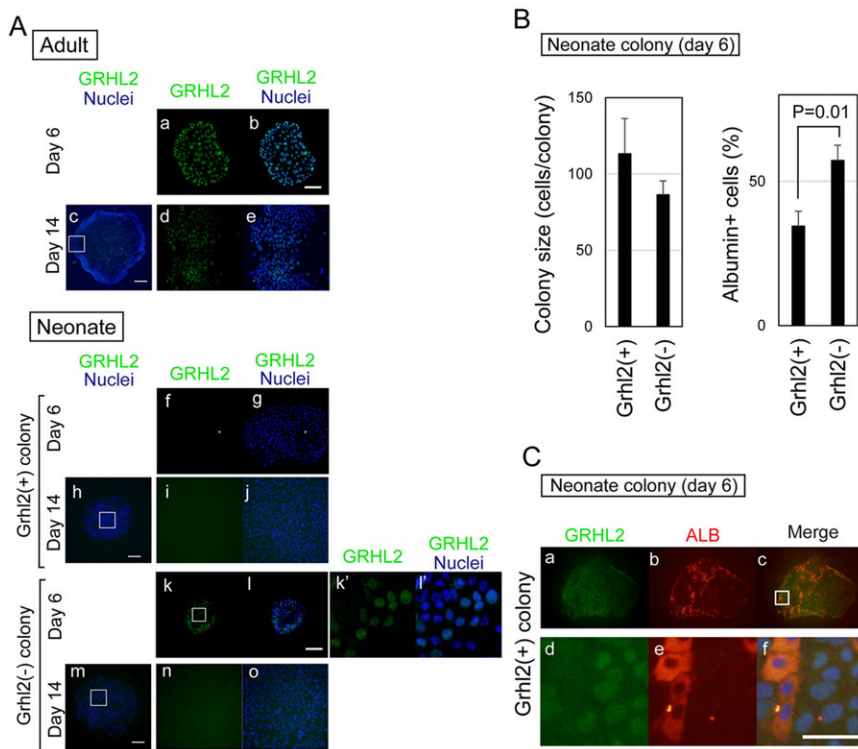 A
Adult
GRHL2
Nuclei
GRHL2
GRHL2
Nuclei
Day 6
a
b
Day 14
c
d
e
Neonate
GRHL2
Nuclei
GRHL2
GRHL2
Nuclei
Grhl2(+) colony
Day 6
f
g
Day 14
h
i
j
GRHL2
GRHL2
Nuclei
Grhl2(-) colony
Day 6
k
l
k'
l'
Day 14
m
n
o
B
Neonate colony (day 6)
Colony size (cells/colony)
150
100
50
0
Grhl2(+)
Grhl2(-)
Albumin+ cells (%)
P=0.01
50
0
Grhl2(+)
Grhl2(-)
C
Neonate colony (day 6)
GRHL2
ALB
Merge
Grhl2(+) colony
a
b
c
d
e
f